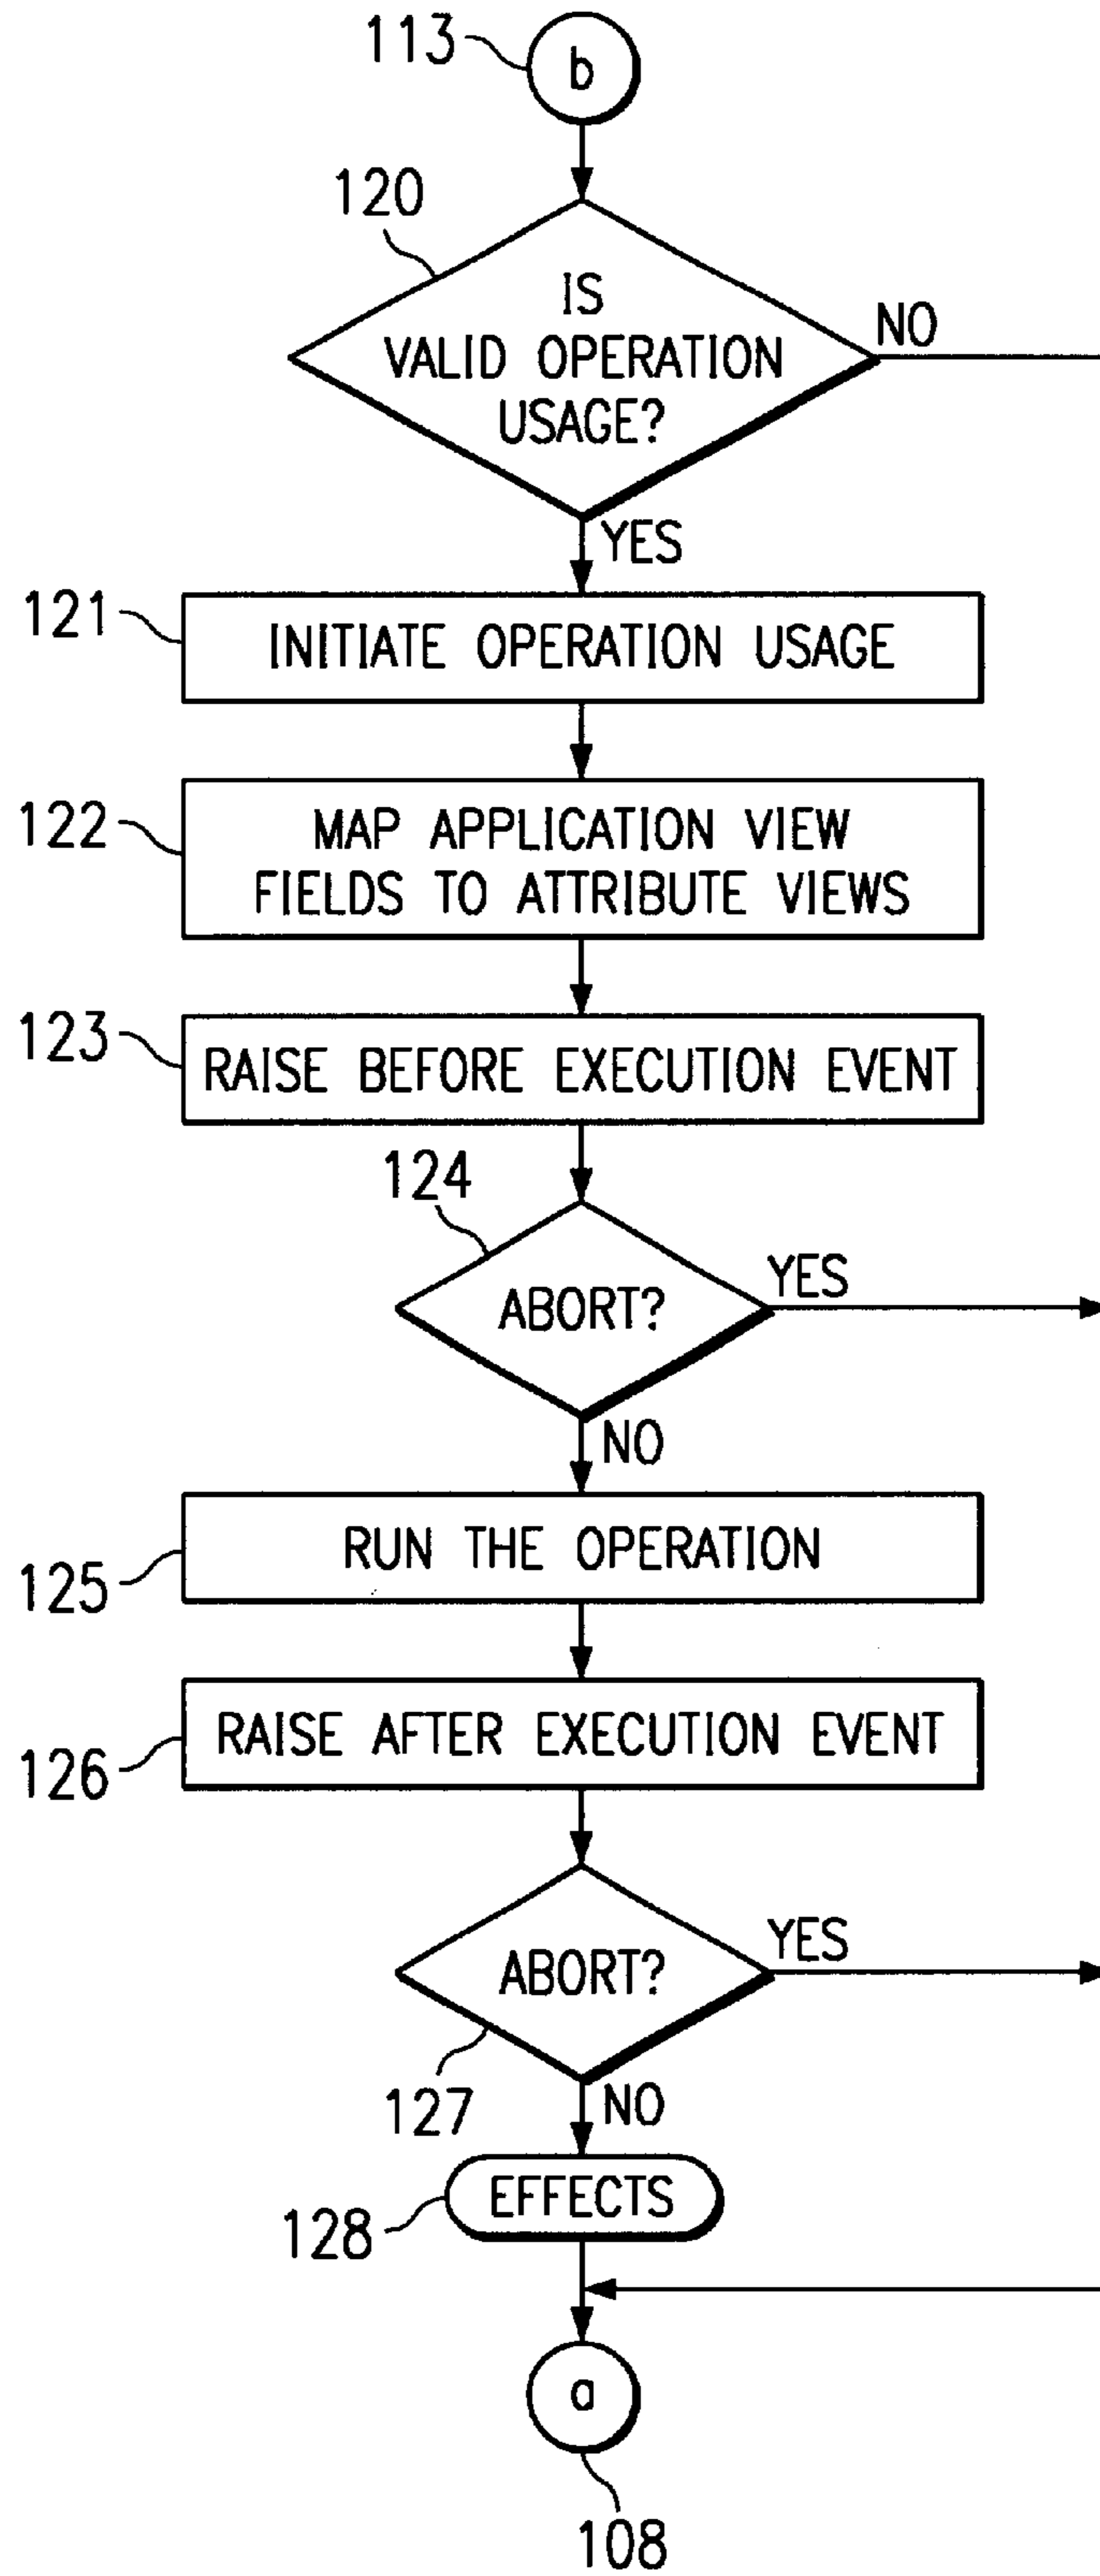 113
b
120
IS
VALID OPERATION
USAGE?
NO
YES
121
INITIATE OPERATION USAGE
122
MAP APPLICATION VIEW
FIELDS TO ATTRIBUTE VIEWS
123
RAISE BEFORE EXECUTION EVENT
124
ABORT?
YES
NO
125
RUN THE OPERATION
126
RAISE AFTER EXECUTION EVENT
ABORT?
YES
127
NO
128
EFFECTS
a
108